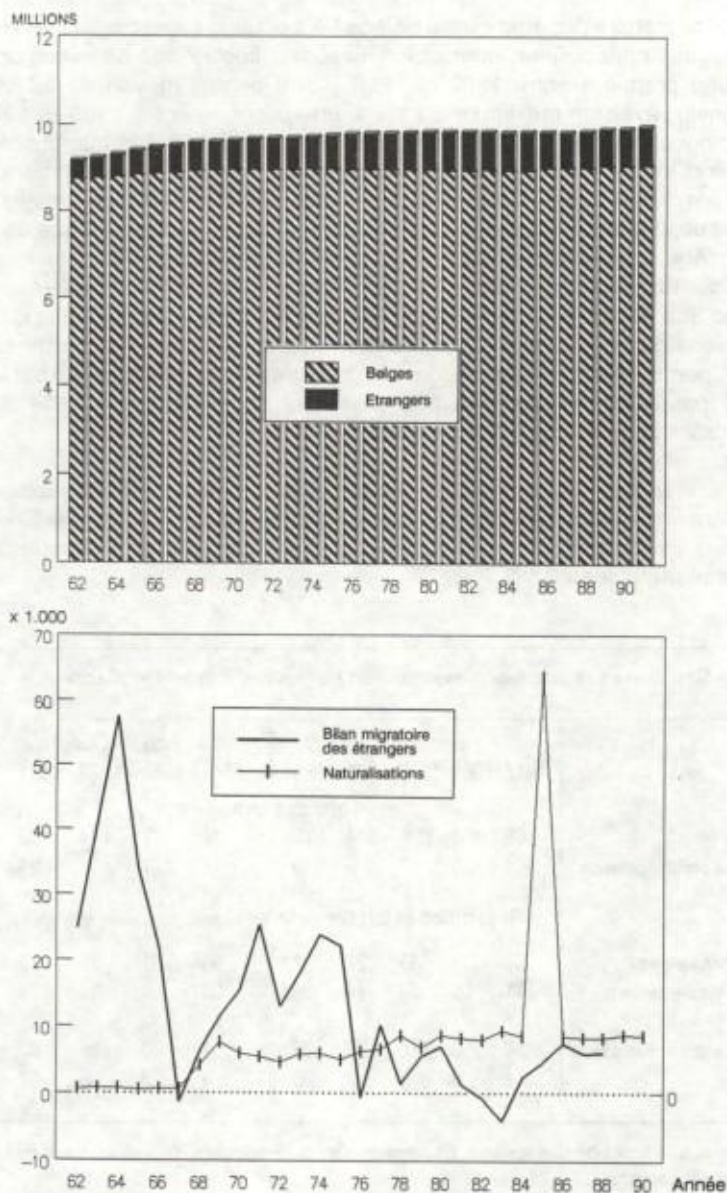 MILLIONS
12
10
8
6
4
2
0
Belges
Etrangers
62 64 66 68 70 72 74 76 78 80 82 84 86 88 90
x 1.000
70
60
50
40
30
20
10
0
-10
Bilan migratoire
des étrangers
Naturalisations
0
62 64 66 68 70 72 74 76 78 80 82 84 86 88 90 Année